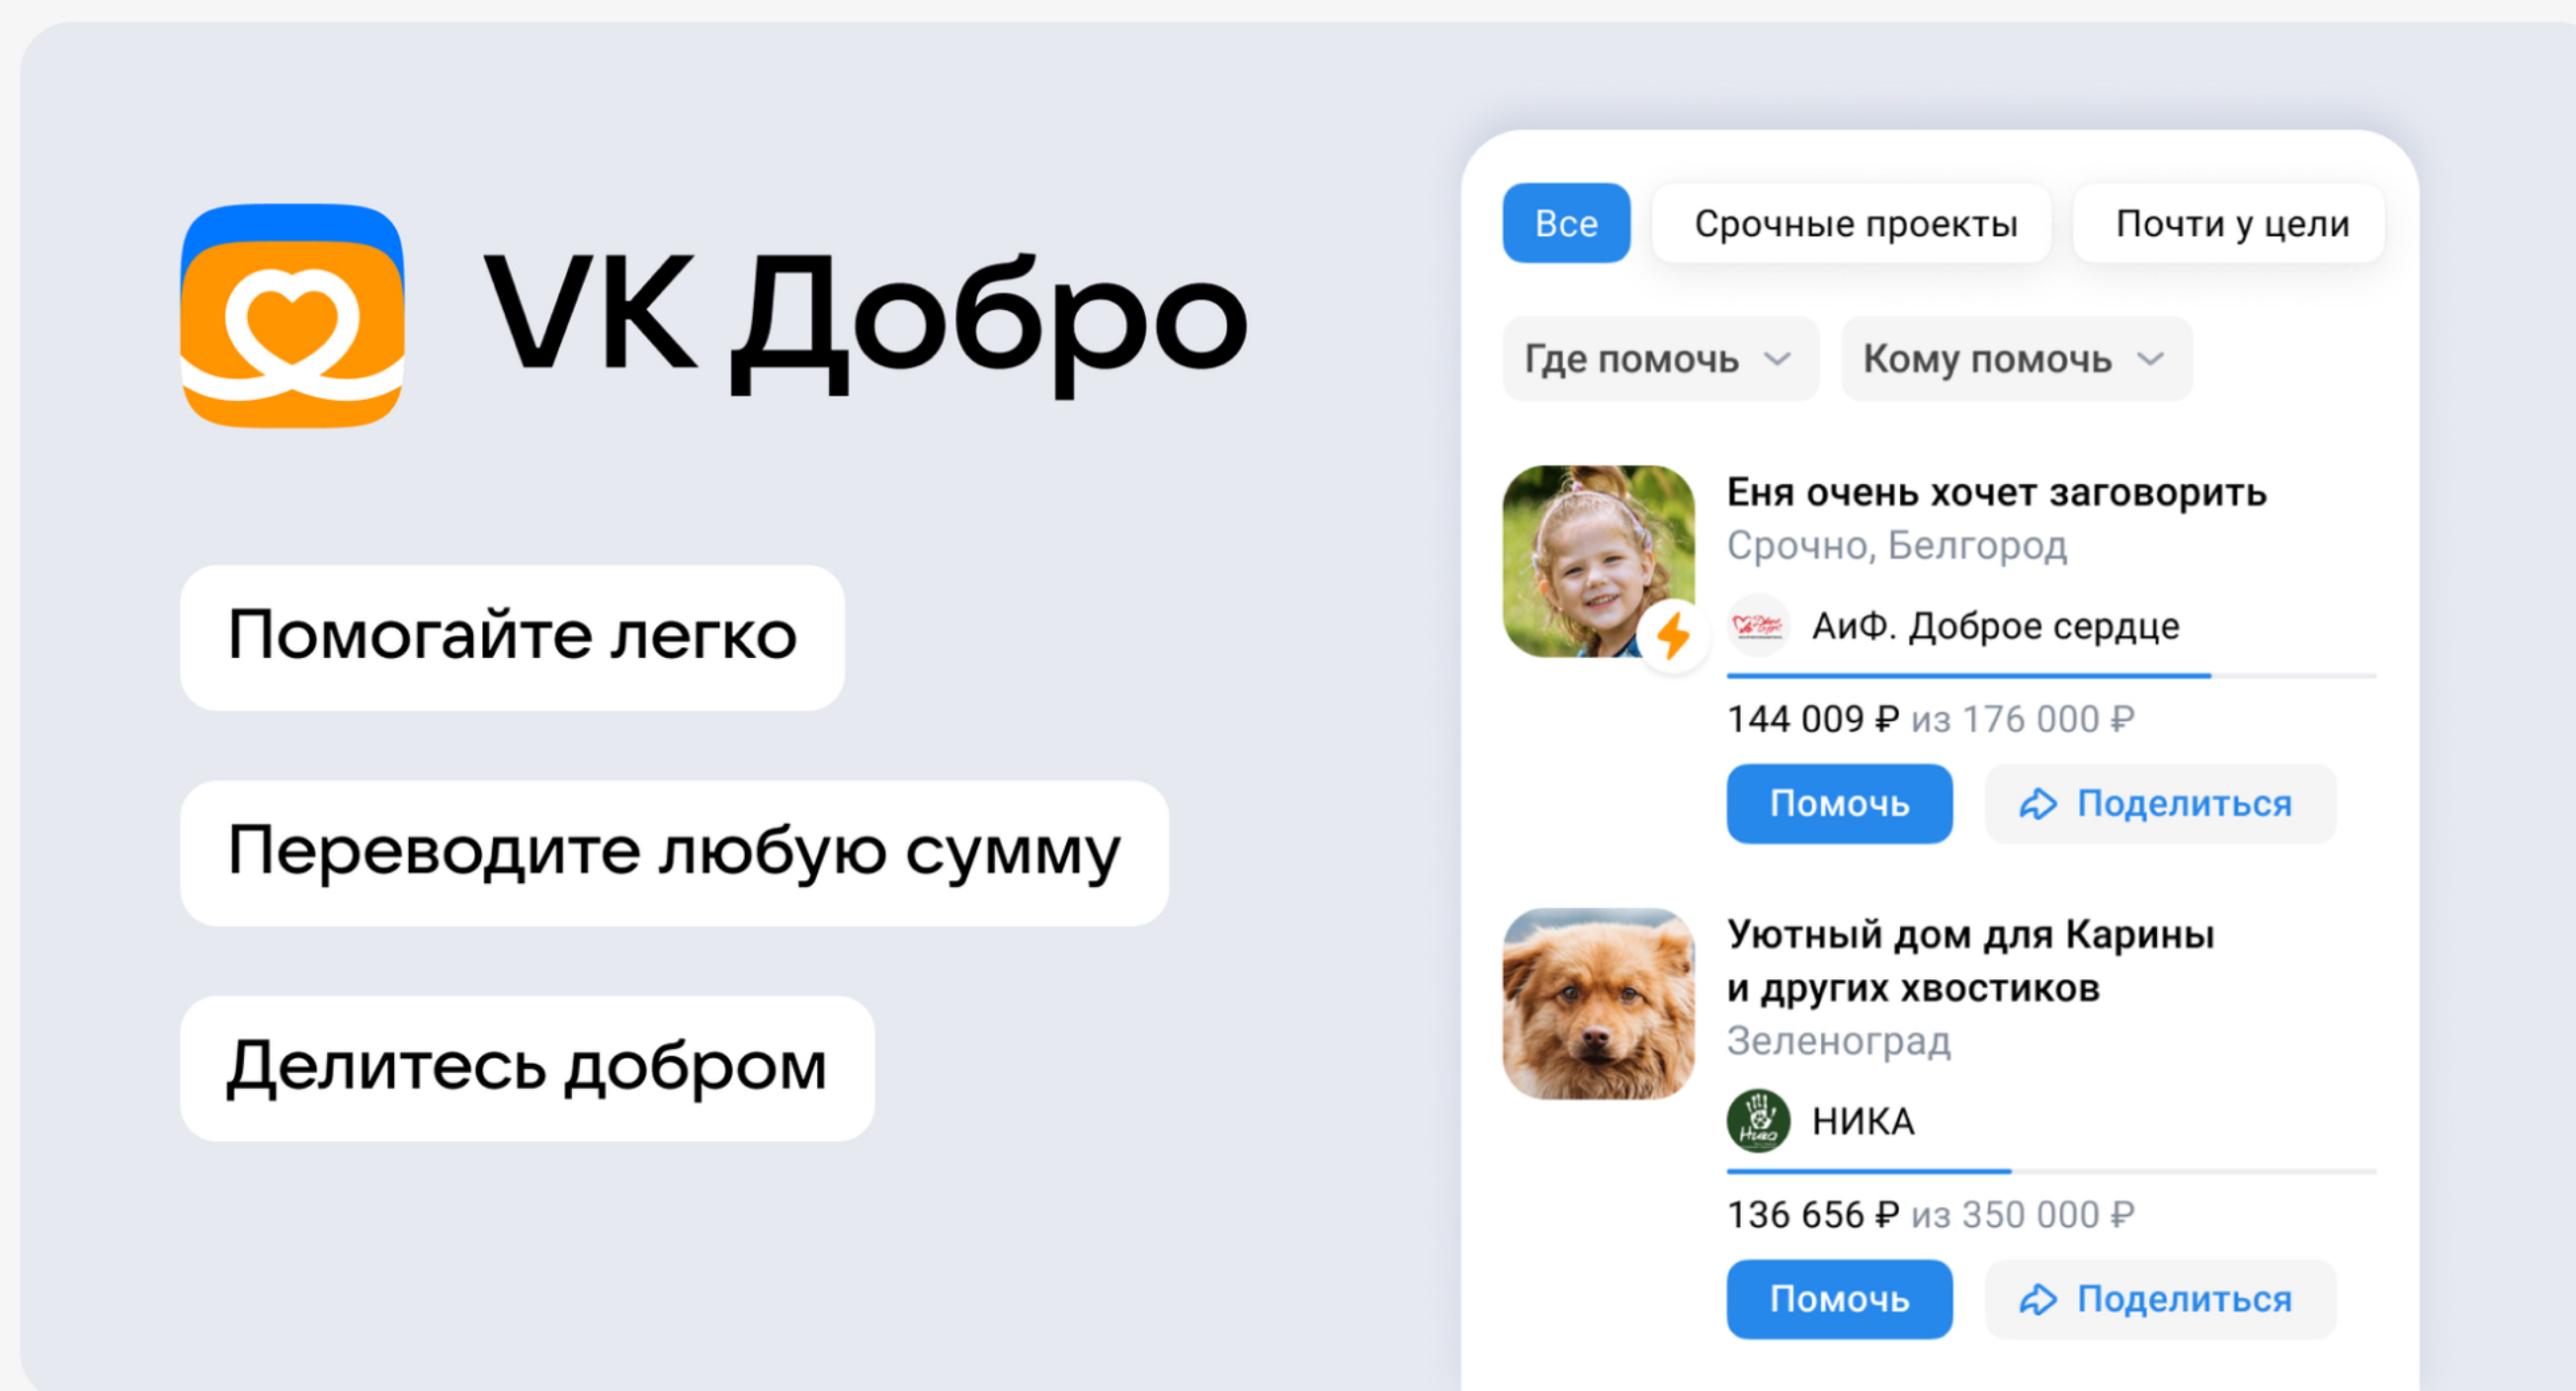 VK Добро
Помогайте легко
Переводите любую сумму
Делитесь добром
Все
Срочные проекты
Почти у цели
Где помочь
Кому помочь
Еня очень хочет заговорить
Срочно, Белгород
АиФ. Доброе сердце
144 009 ₽ из 176 000 ₽
Помочь
Поделиться
Уютный дом для Карины
и других хвостиков
Зеленоград
Ника
НИКА
136 656 ₽ из 350 000 ₽
Помочь
Поделиться